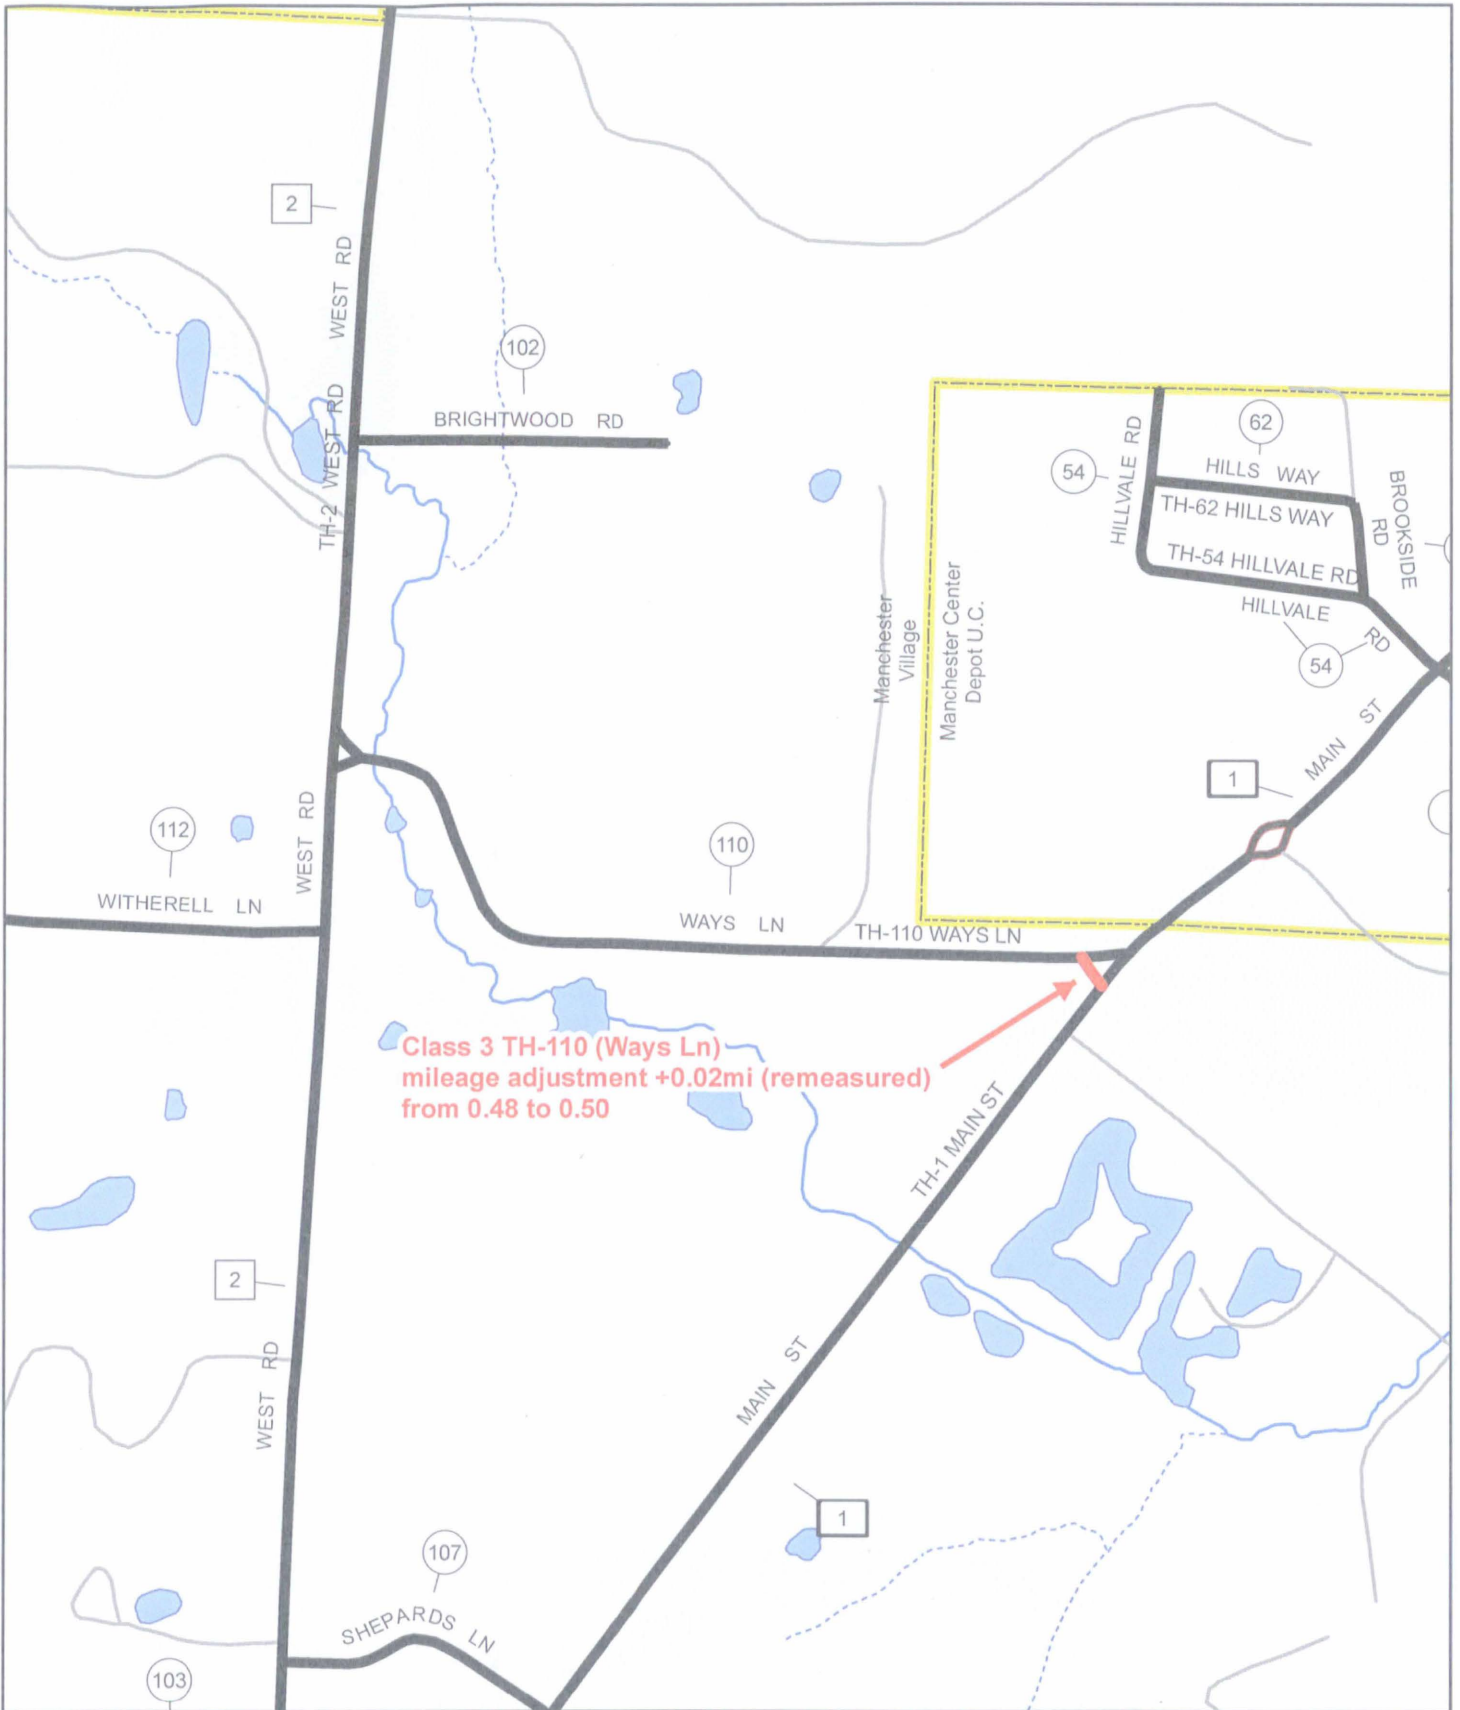 2
WEST RD
102
BRIGHTWOOD RD
TH-2 WEST RD
62
HILLVALE RD
54
HILLS WAY
TH-62 HILLS WAY
BROOKSIDE
RD
TH-54 HILLVALE RD
HILLVALE RD
54
Manchester
Village
Manchester Center
Depot U.C.
MAIN ST
1
112
WEST RD
110
WITHERELL LN
WAYS LN
TH-110 WAYS LN
Class 3 TH-110 (Ways Ln)
mileage adjustment +0.02mi (remeasured)
from 0.48 to 0.50
TH-1 MAIN ST
2
WEST RD
MAIN ST
1
107
SHEPARDS LN
103